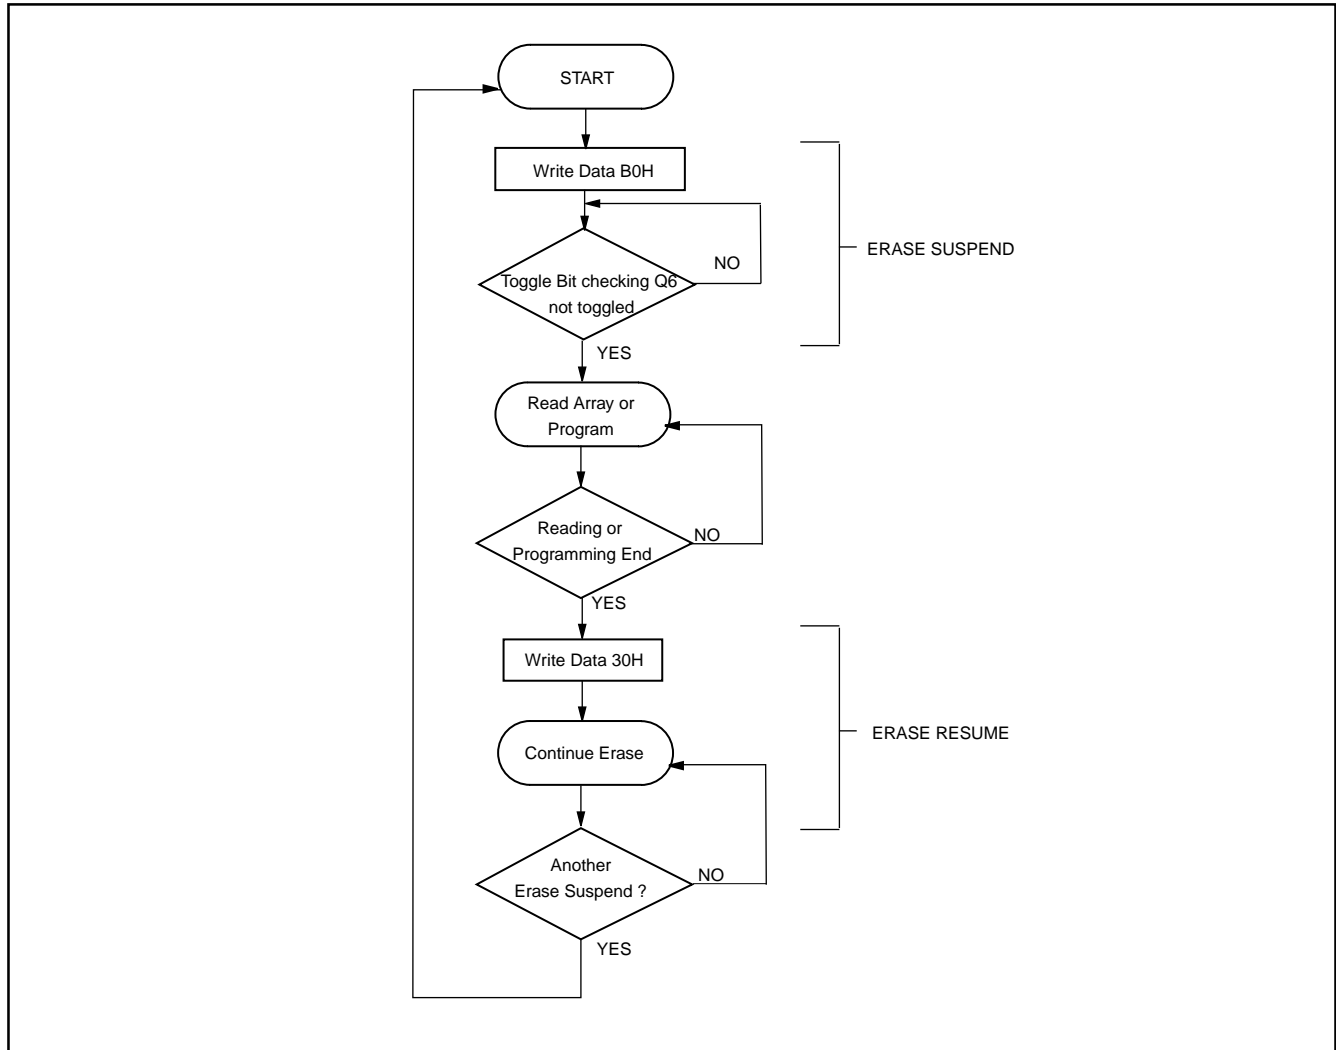 START
Write Data B0H
ERASE SUSPEND
NO
Toggle Bit checking Q6
not toggled
YES
Read Array or
Program
Reading or
NO
Programming End
YES
Write Data 30H
ERASE RESUME
Continue Erase
Another
NO
Erase Suspend ?
YES